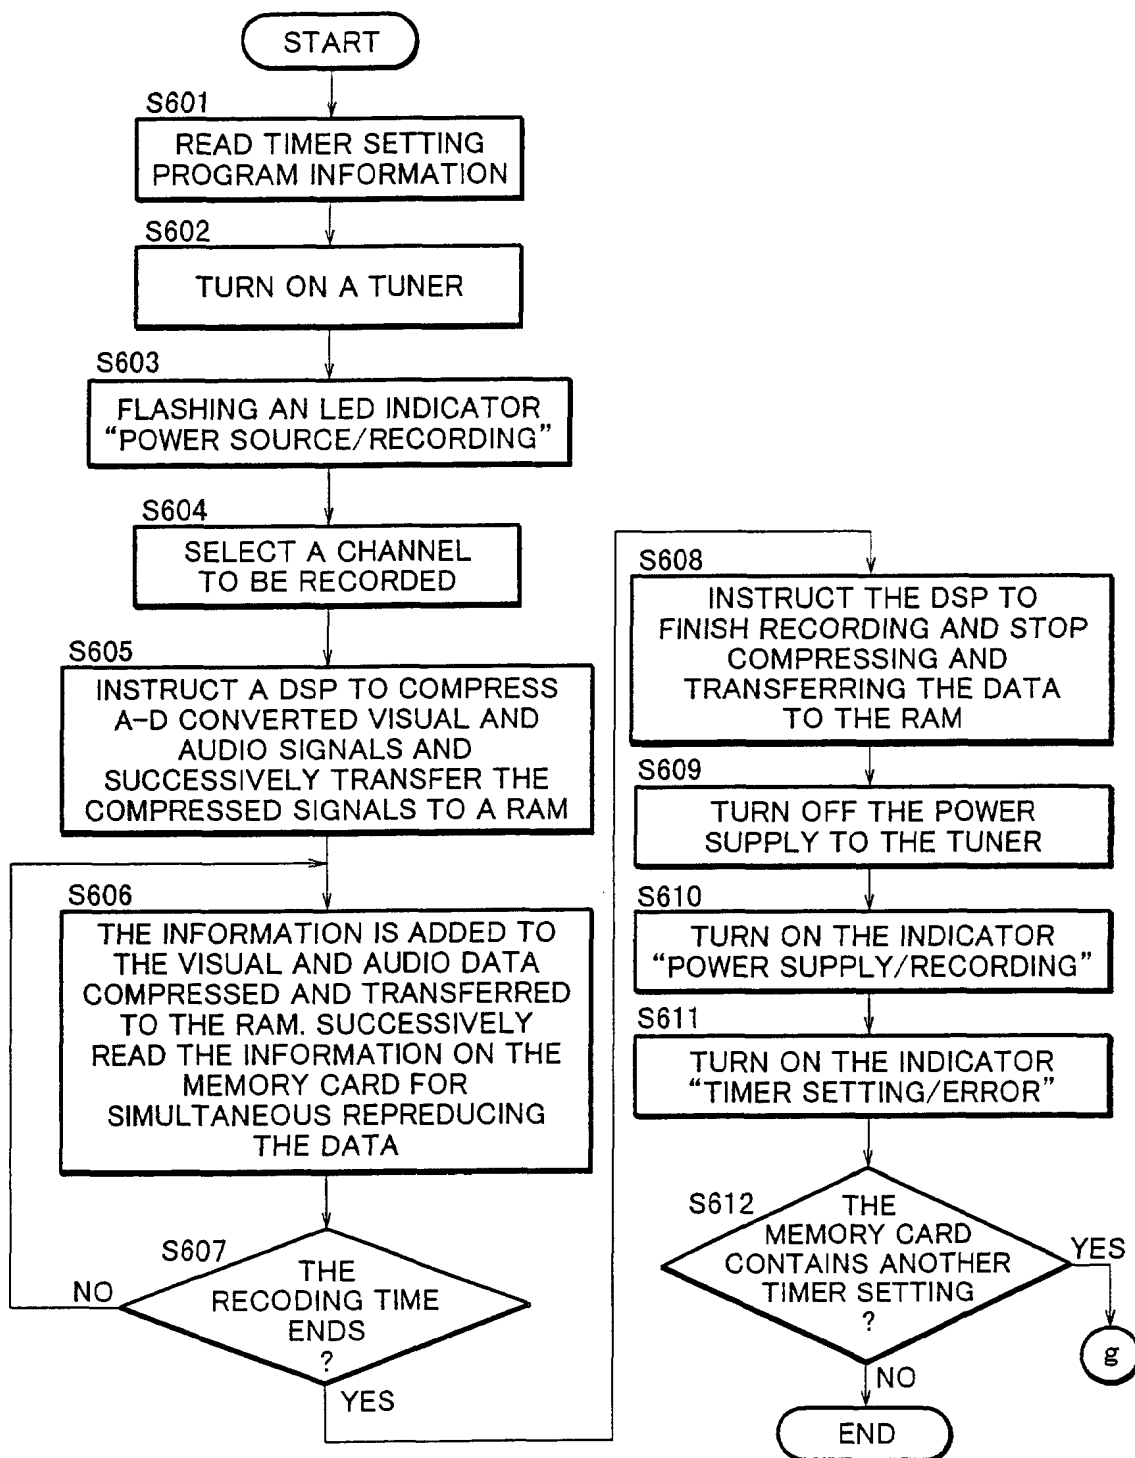 START
S601
READ TIMER SETTING
PROGRAM INFORMATION
S602
TURN ON A TUNER
S603
FLASHING AN LED INDICATOR
“POWER SOURCE/RECORDING”
S604
SELECT A CHANNEL
TO BE RECORDED
S605
INSTRUCT A DSP TO COMPRESS
A-D CONVERTED VISUAL AND
AUDIO SIGNALS AND
SUCCESSIVELY TRANSFER THE
COMPRESSED SIGNALS TO A RAM
S606
THE INFORMATION IS ADDED TO
THE VISUAL AND AUDIO DATA
COMPRESSED AND TRANSFERRED
TO THE RAM. SUCCESSIVELY
READ THE INFORMATION ON THE
MEMORY CARD FOR
SIMULTANEOUS REPREDUCING
THE DATA
S607
THE
RECODING TIME
ENDS
?
NO
YES
S608
INSTRUCT THE DSP TO
FINISH RECORDING AND STOP
COMPRESSING AND
TRANSFERRING THE DATA
TO THE RAM
S609
TURN OFF THE POWER
SUPPLY TO THE TUNER
S610
TURN ON THE INDICATOR
“POWER SUPPLY/RECORDING”
S611
TURN ON THE INDICATOR
“TIMER SETTING/ERROR”
S612
THE
MEMORY CARD
CONTAINS ANOTHER
TIMER SETTING
?
YES
g
NO
END